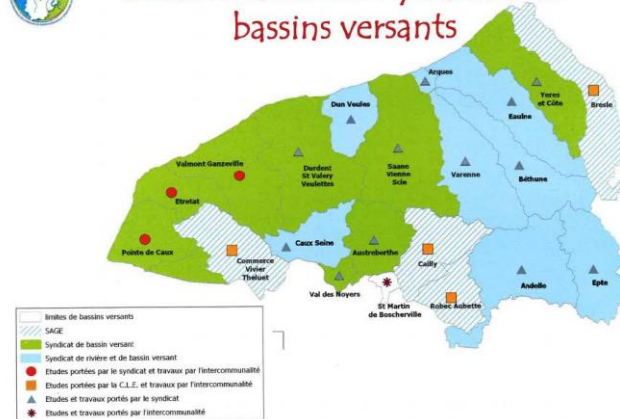 bassins versants
Arques
Dun Veules
Yeres
et Côte
Bresle
Eaulne
Valmont Ganzeville
Durdent
St Valery
Veulettes
Saane
Vienne
Scie
Varenne
Béthune
Etretat
Pointe de Caux
Commerce
Vivier
Theluet
Caux Seine
Austreberthe
Cailly
Andelle
Epte
Val des Noyers
St Martin
de Boscherville
Robec Aubette
limites de bassins versants
SAGE
Syndicat de bassin versant
Syndicat de rivière et de bassin versant
Etudes portées par le syndicat et travaux par l'intercommunalité
Etudes portées par la C.L.E. et travaux par l'intercommunalité
Etudes et travaux portés par le syndicat
Etudes et travaux portés par l'intercommunalité